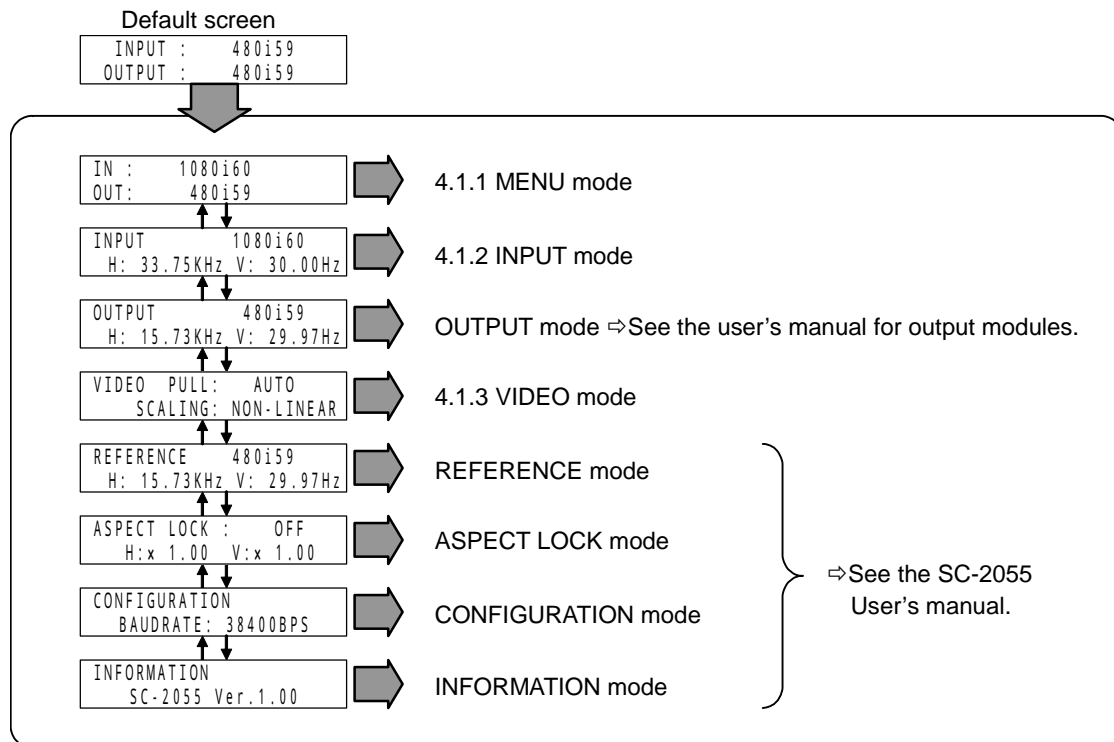 Default screen
INPUT : 480i59
OUTPUT : 480i59
IN : 1080i60
OUT: 480i59
4.1.1 MENU mode
INPUT 1080i60
H: 33.75KHz V: 30.00Hz
4.1.2 INPUT mode
OUTPUT 480i59
H: 15.73KHz V: 29.97Hz
OUTPUT mode ⇨See the user's manual for output modules.
VIDEO PULL: AUTO
SCALING: NON-LINEAR
4.1.3 VIDEO mode
REFERENCE 480i59
H: 15.73KHz V: 29.97Hz
REFERENCE mode
ASPECT LOCK : OFF
H:x 1.00 V:x 1.00
ASPECT LOCK mode
CONFIGURATION
BAUDRATE: 38400BPS
CONFIGURATION mode
INFORMATION
SC-2055 Ver.1.00
INFORMATION mode
⇨See the SC-2055
User's manual.